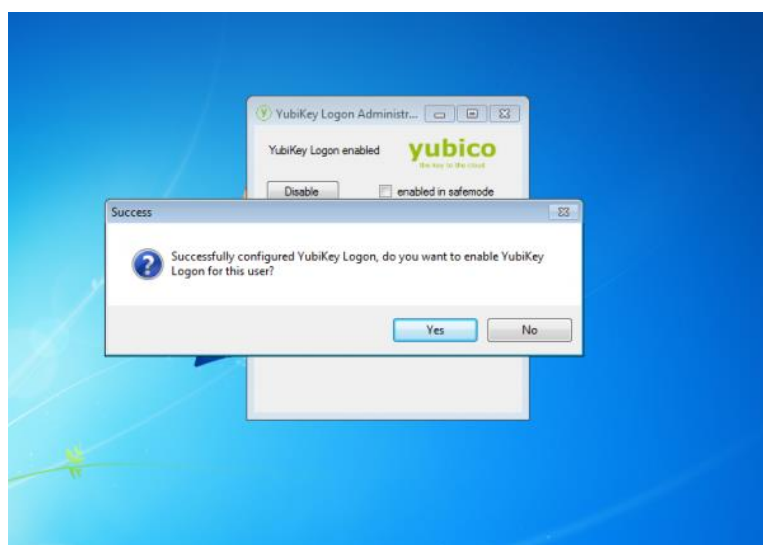 YubiKey Logon Administr...
YubiKey Logon enabled
yubico
the key to the cloud
Disable
enabled in safemode
Success
Successfully configured YubiKey Logon, do you want to enable YubiKey
Logon for this user?
Yes
No